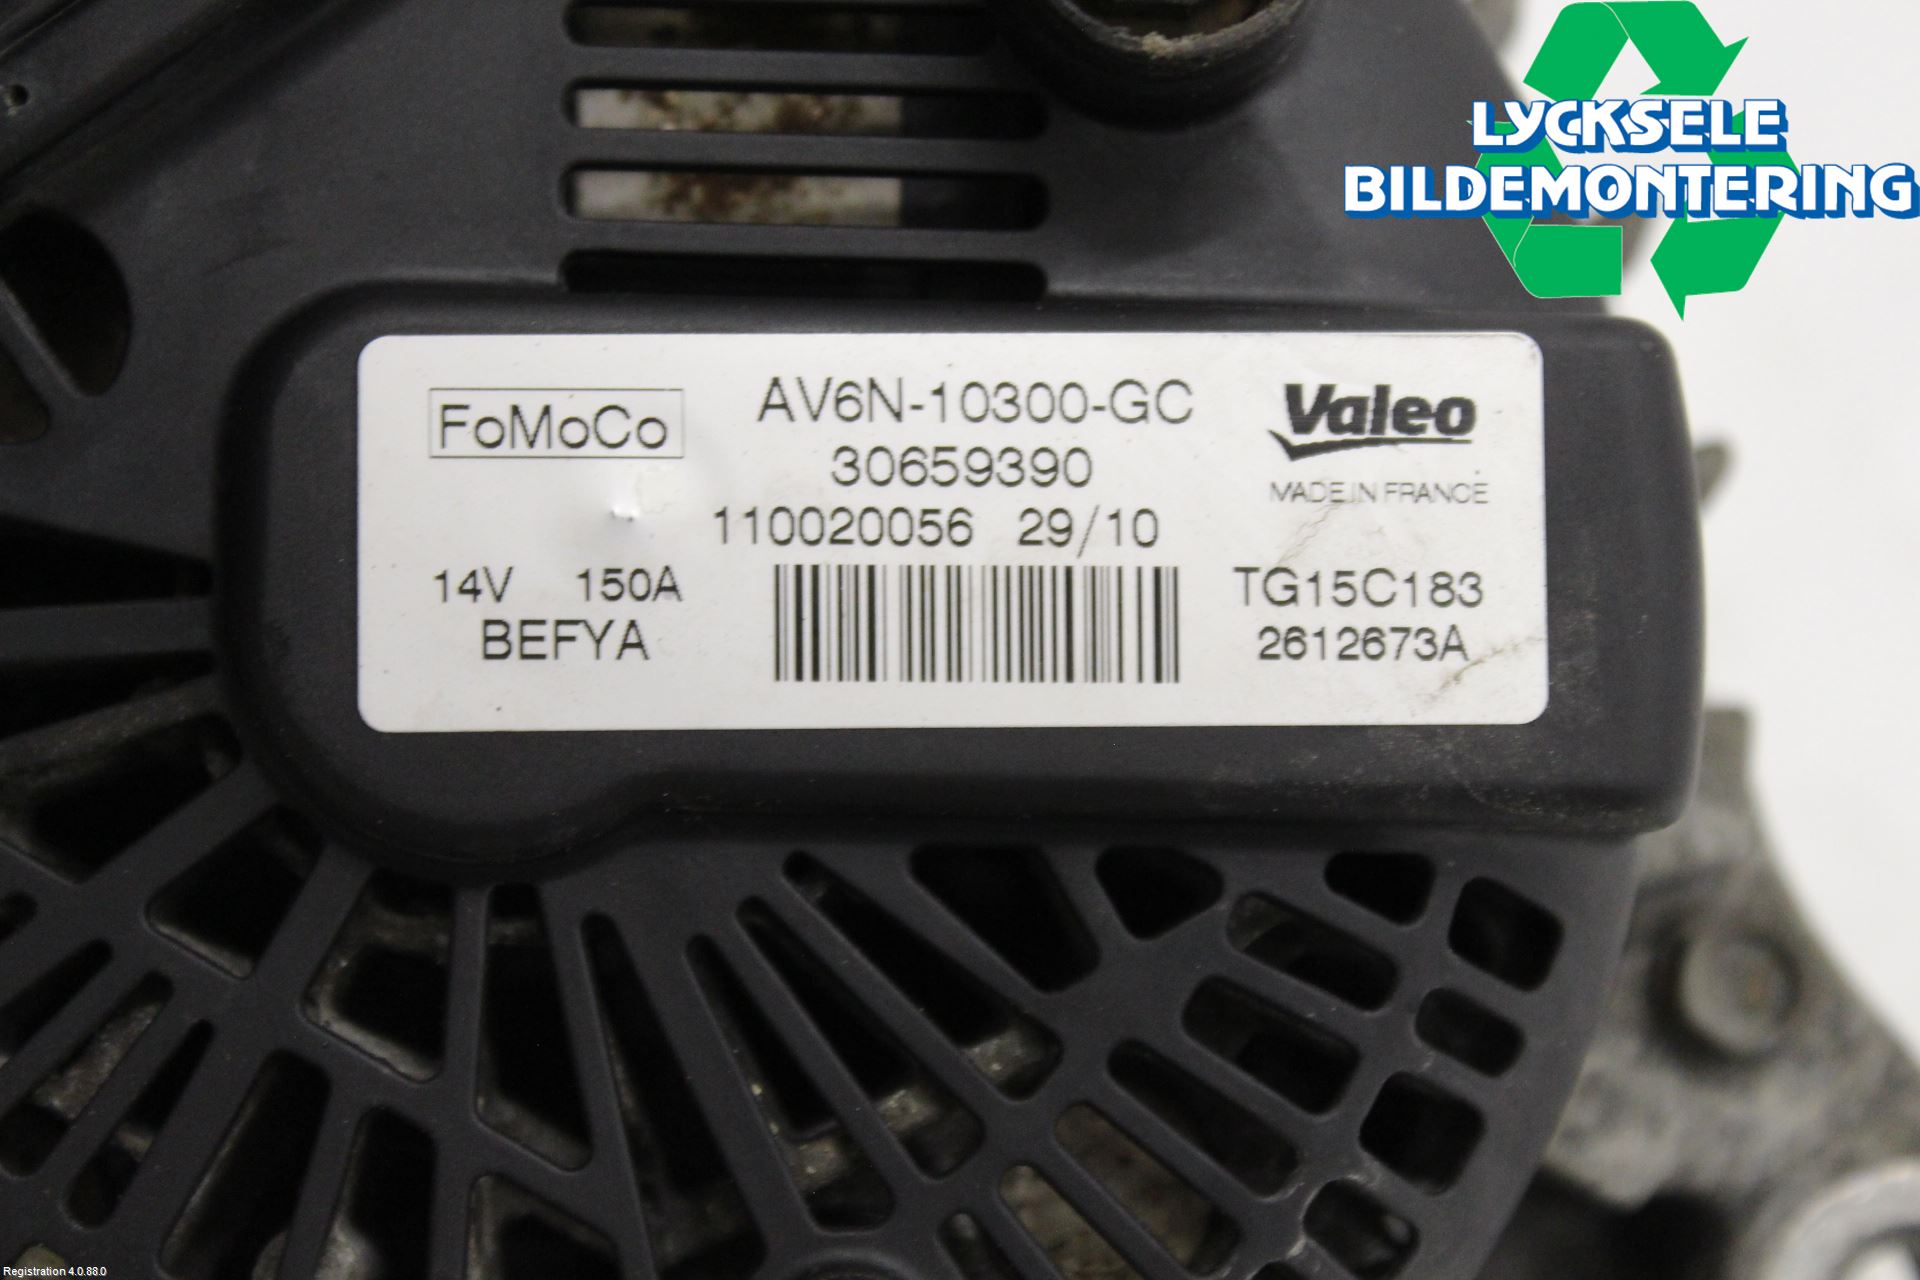 LYCKSELE
BILDEMONTERING
FoMoCo
AV6N-10300-GC
30659390
110020056 29/10
Valeo
MADE IN FRANCE
14V 150A
BEFYA
TG15C183
2612673A
Registration 4.0.88.0